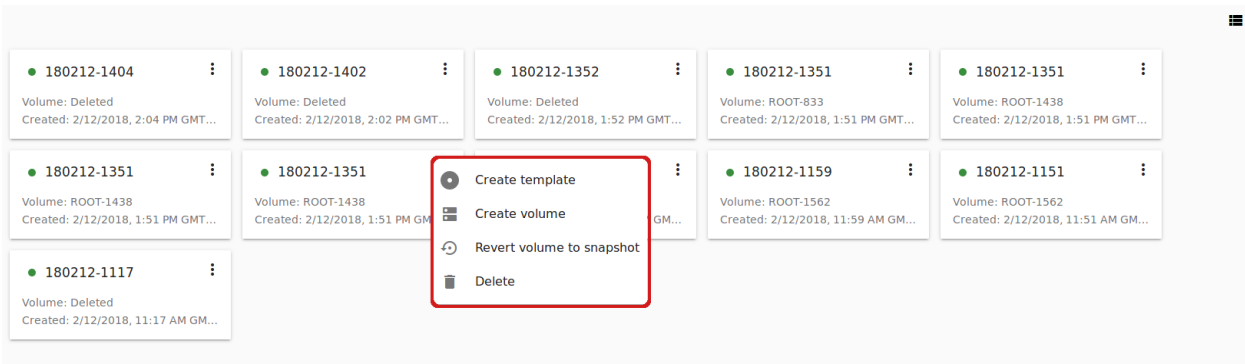 180212-1404
Volume: Deleted
Created: 2/12/2018, 2:04 PM GMT...
180212-1402
Volume: Deleted
Created: 2/12/2018, 2:02 PM GMT...
180212-1352
Volume: Deleted
Created: 2/12/2018, 1:52 PM GMT...
180212-1351
Volume: ROOT-833
Created: 2/12/2018, 1:51 PM GMT...
180212-1351
Volume: ROOT-1438
Created: 2/12/2018, 1:51 PM GMT...
180212-1351
Volume: ROOT-1438
Created: 2/12/2018, 1:51 PM GMT...
180212-1351
Volume: ROOT-1438
Created: 2/12/2018, 1:51 PM GM
Create template
Create volume
Revert volume to snapshot
Delete
GM...
180212-1159
Volume: ROOT-1562
Created: 2/12/2018, 11:59 AM GM...
180212-1151
Volume: ROOT-1562
Created: 2/12/2018, 11:51 AM GM...
180212-1117
Volume: Deleted
Created: 2/12/2018, 11:17 AM GM...